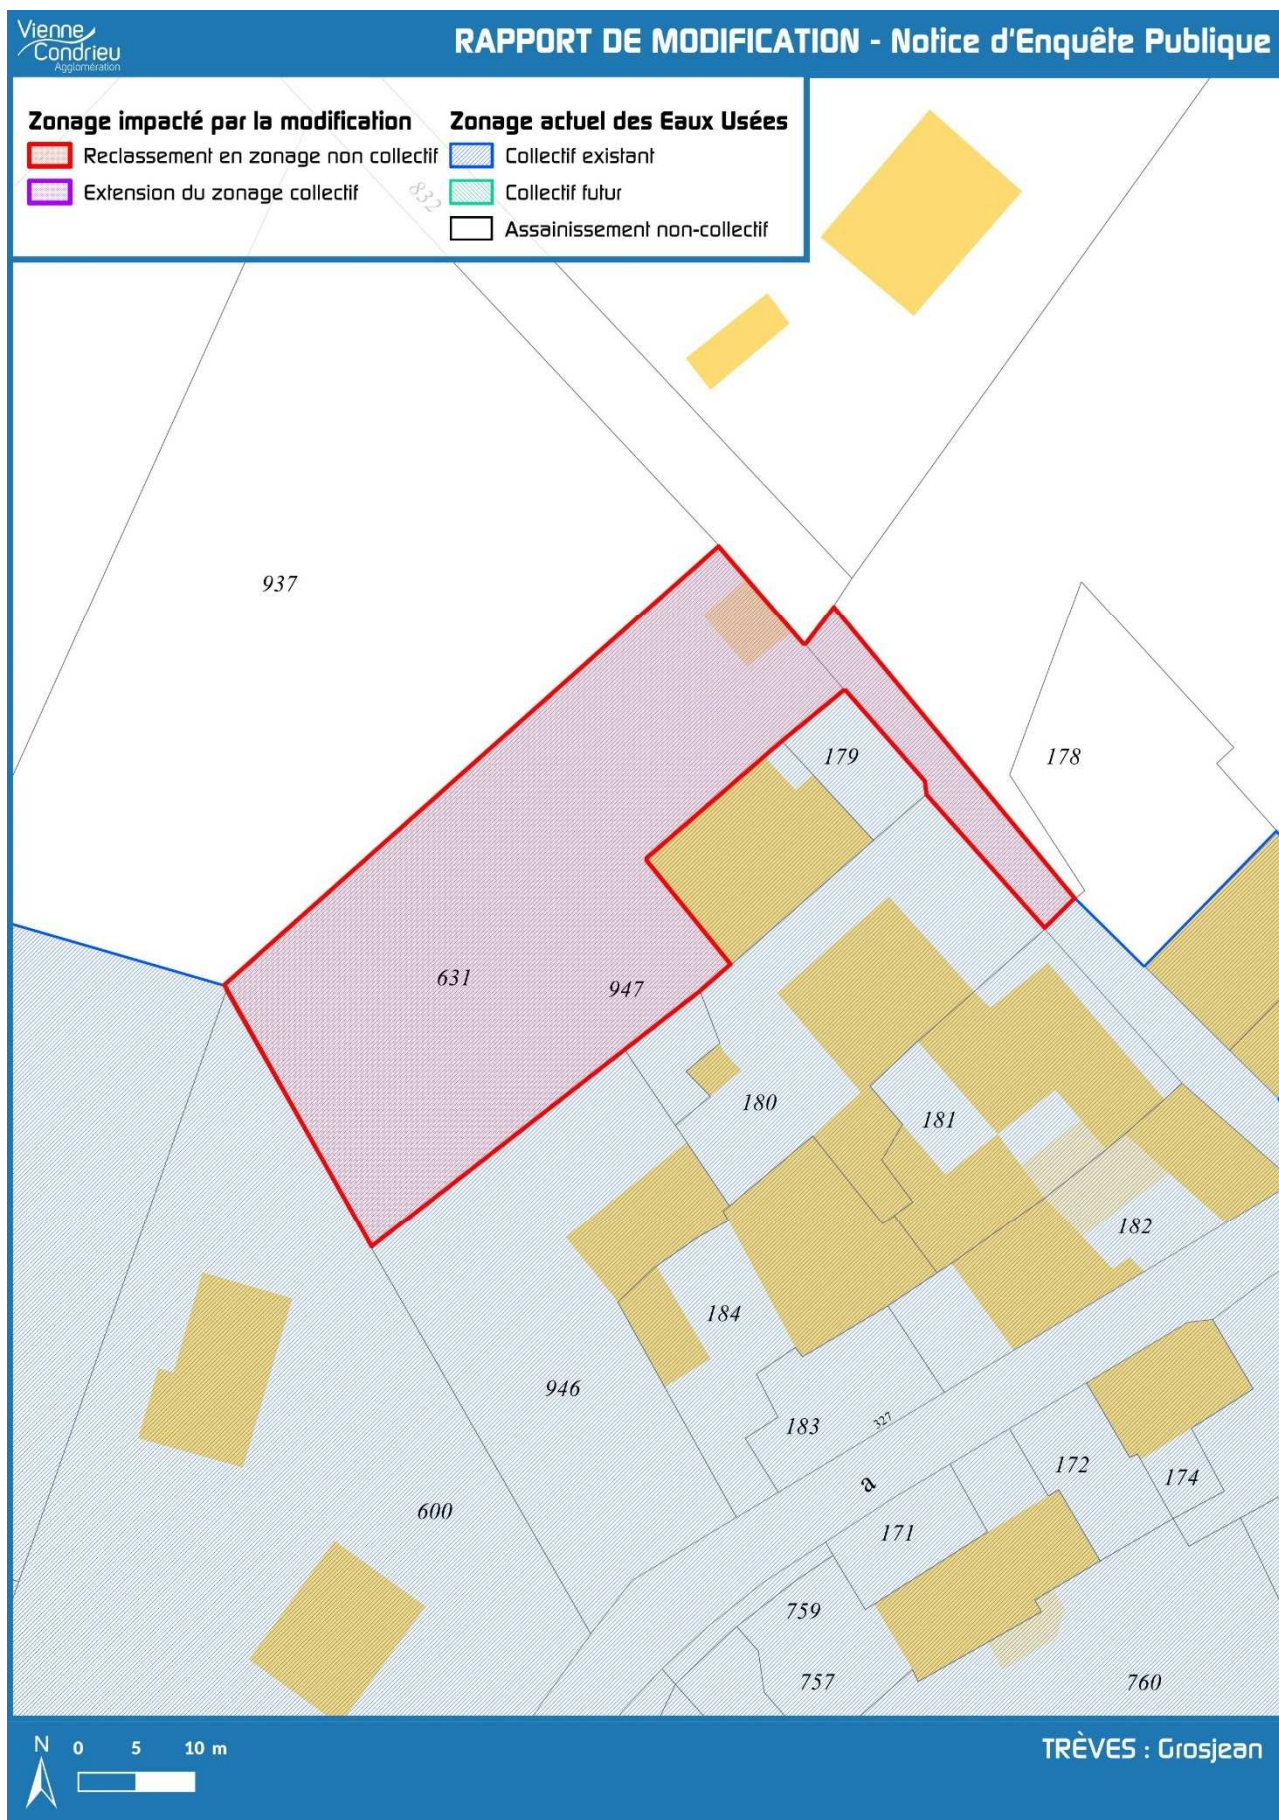 Vienne
Condrieu
Agglomération
RAPPORT DE MODIFICATION - Notice d'Enquête Publique
Zonage impacté par la modification
Reclassement en zonage non collectif
Extension du zonage collectif
Zonage actuel des Eaux Usées
Collectif existant
Collectif futur
Assainissement non-collectif
832
937
179
178
631
947
180
181
182
184
946
183
327
a
172
174
600
171
759
757
760
N
0 5 10 m
TRÈVES : Grosjean